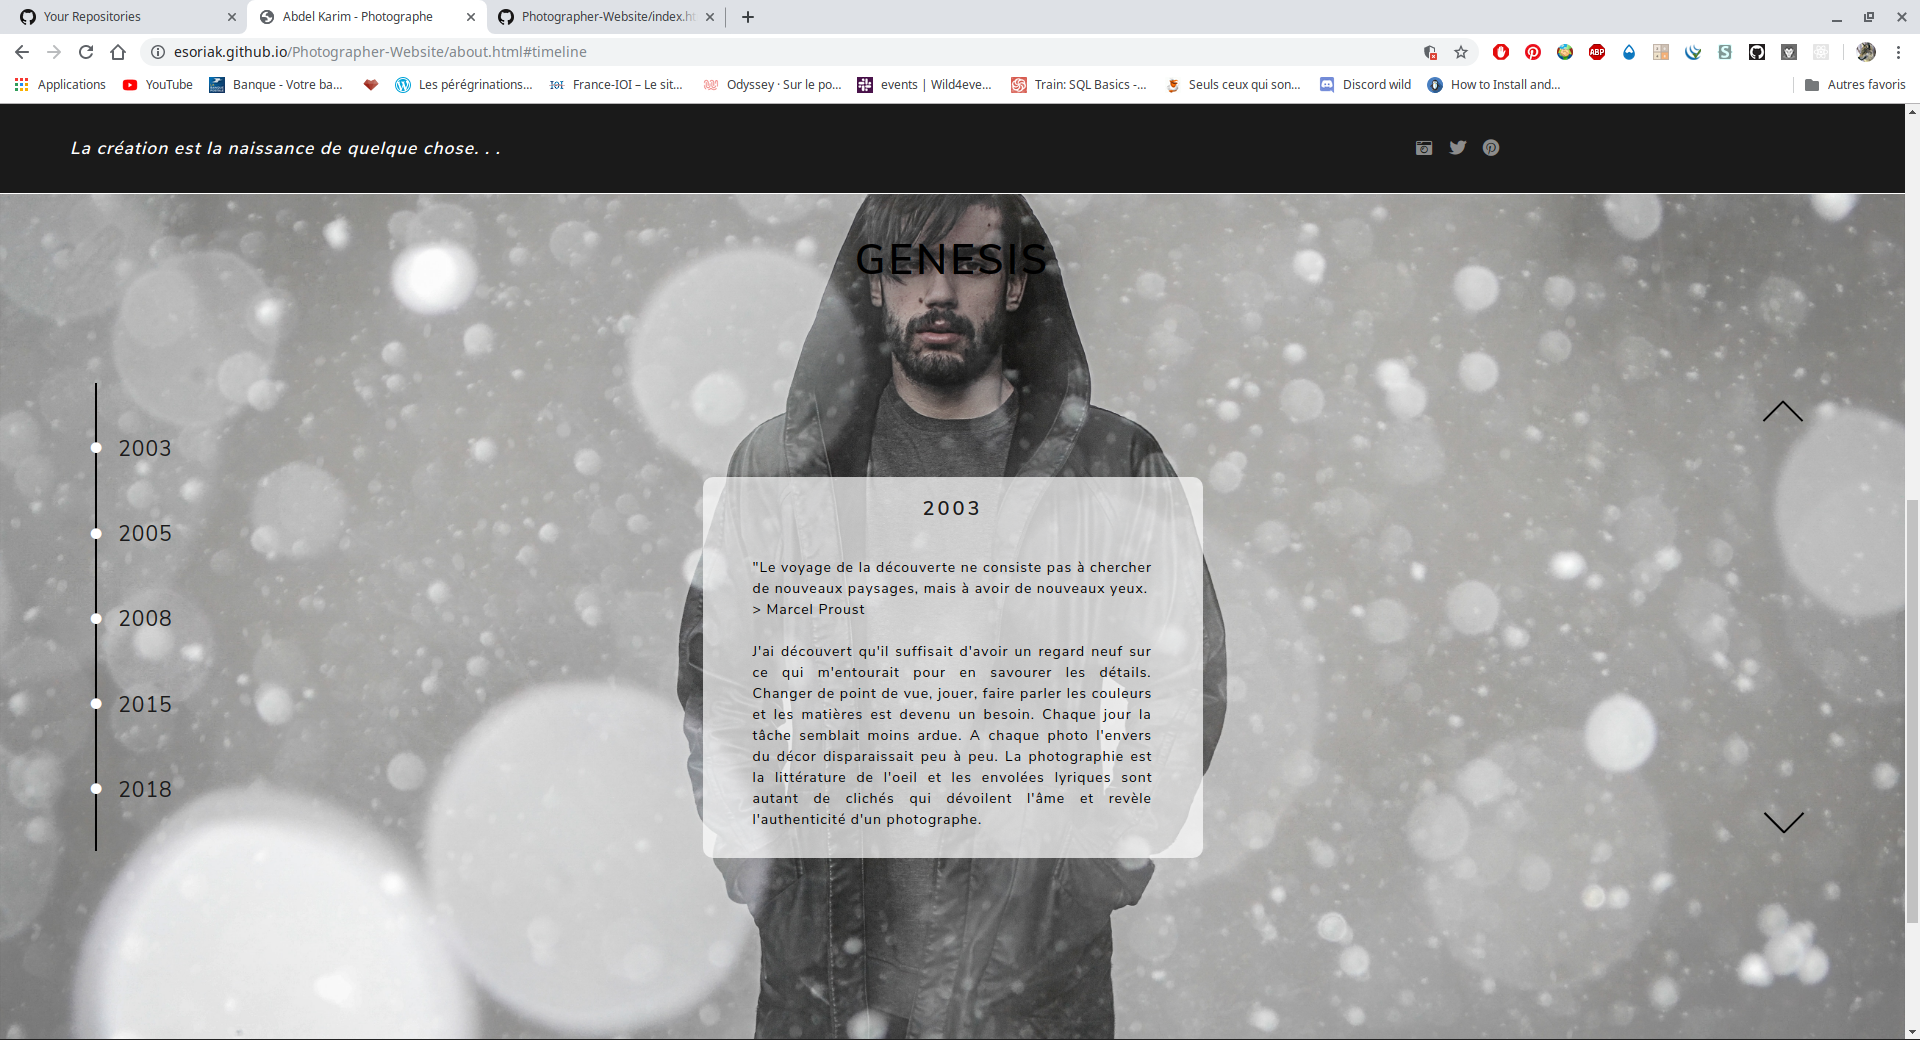 Your Repositories
Abdel Karim - Photographe
Photographer-Website/index.ht
esoriak.github.io/Photographer-Website/about.html#timeline
Applications
YouTube
Banque - Votre ba...
Les pérégrinations...
France-IOI – Le sit...
Odyssey · Sur le po...
events | Wild4eve...
Train: SQL Basics -...
Seuls ceux qui son...
Discord wild
How to Install and...
Autres favoris
La création est la naissance de quelque chose. . .
GENESIS
2003
2005
2008
2015
2018
2003
"Le voyage de la découverte ne consiste pas à chercher
de nouveaux paysages, mais à avoir de nouveaux yeux.
> Marcel Proust
J'ai découvert qu'il suffisait d'avoir un regard neuf sur
ce qui m'entourait pour en savourer les détails.
Changer de point de vue, jouer, faire parler les couleurs
et les matières est devenu un besoin. Chaque jour la
tâche semblait moins ardue. A chaque photo l'envers
du décor disparaissait peu à peu. La photographie est
la littérature de l'oeil et les envolées lyriques sont
autant de clichés qui dévoilent l'âme et revèle
l'authenticité d'un photographe.